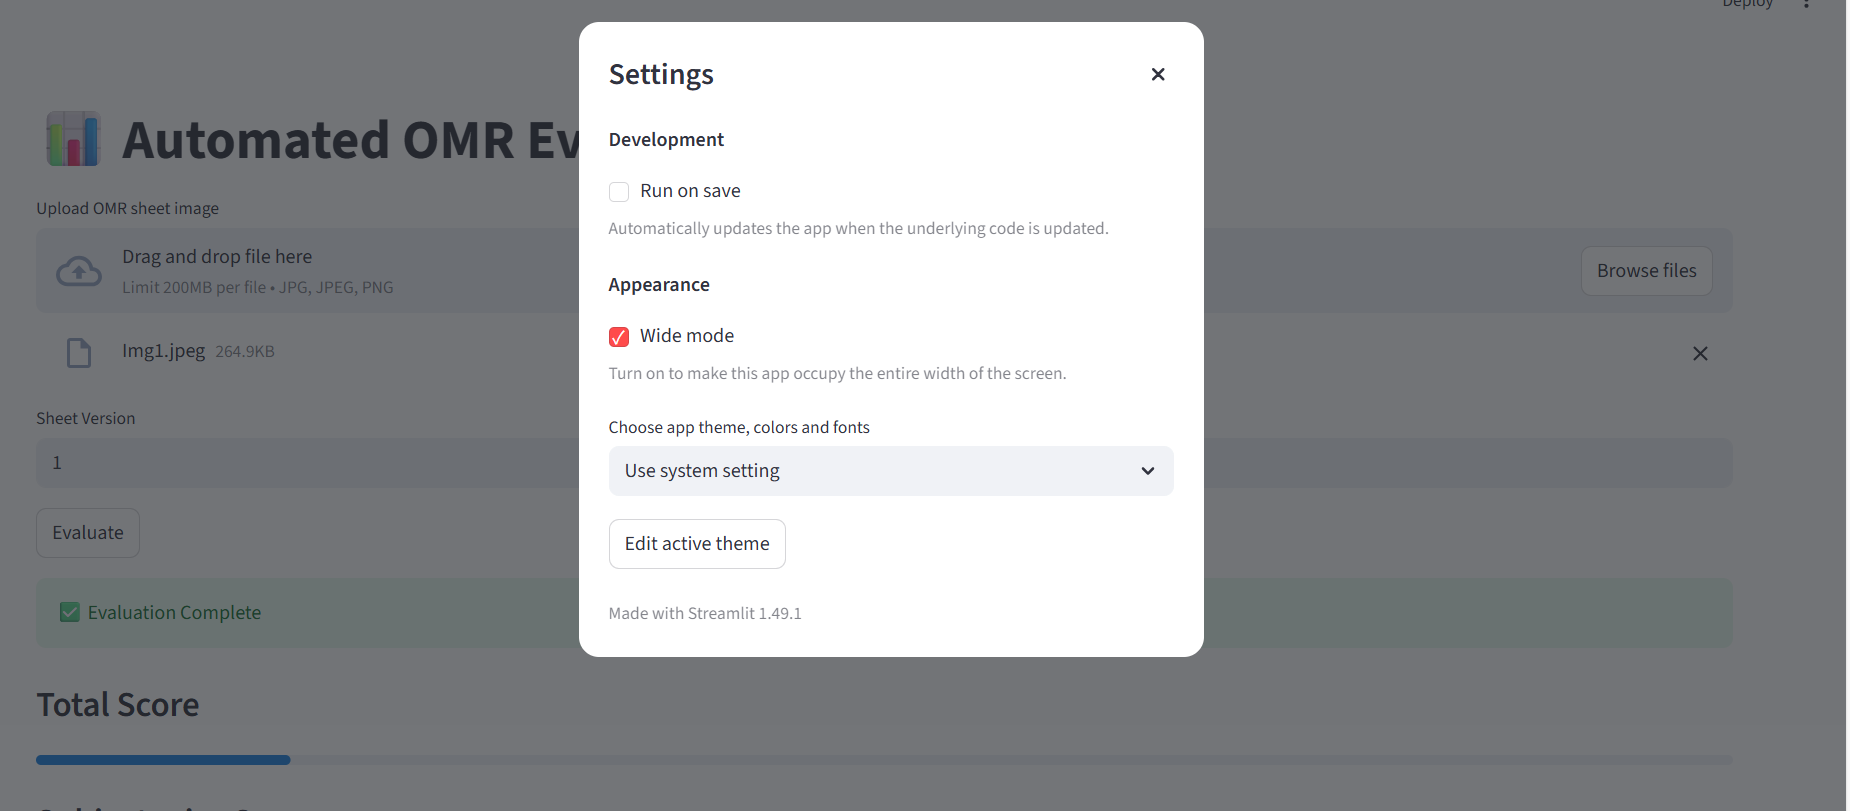 Deploy
Settings
Development
Automated OMR Ev
Run on save
Upload OMR sheet image
Automatically updates the app when the underlying code is updated.
Drag and drop file here
Limit 200MB per file • JPG, JPEG, PNG
Browse files
Appearance
Wide mode
Img1.jpeg 264.9KB
Turn on to make this app occupy the entire width of the screen.
Sheet Version
Choose app theme, colors and fonts
1
Use system setting
Evaluate
Edit active theme
Evaluation Complete
Made with Streamlit 1.49.1
Total Score